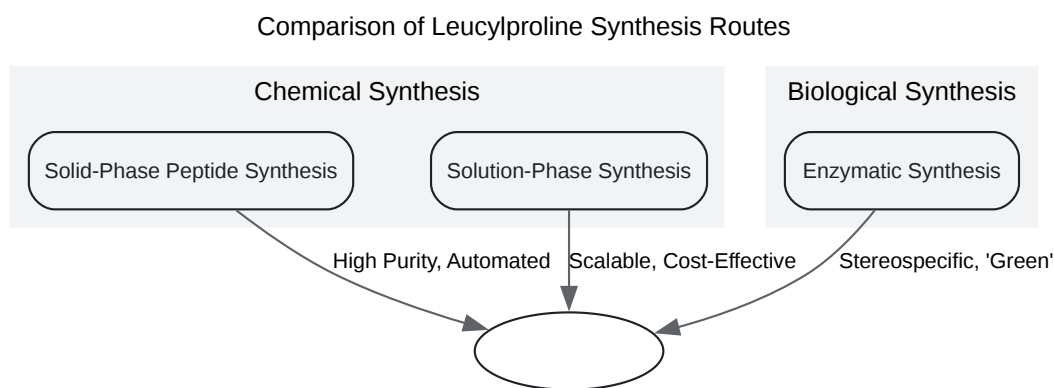 Comparison of Leucylproline Synthesis Routes
Chemical Synthesis
Biological Synthesis
Solid-Phase Peptide Synthesis
Solution-Phase Synthesis
Enzymatic Synthesis
High Purity, Automated
Scalable, Cost-Effective
Stereospecific, 'Green'